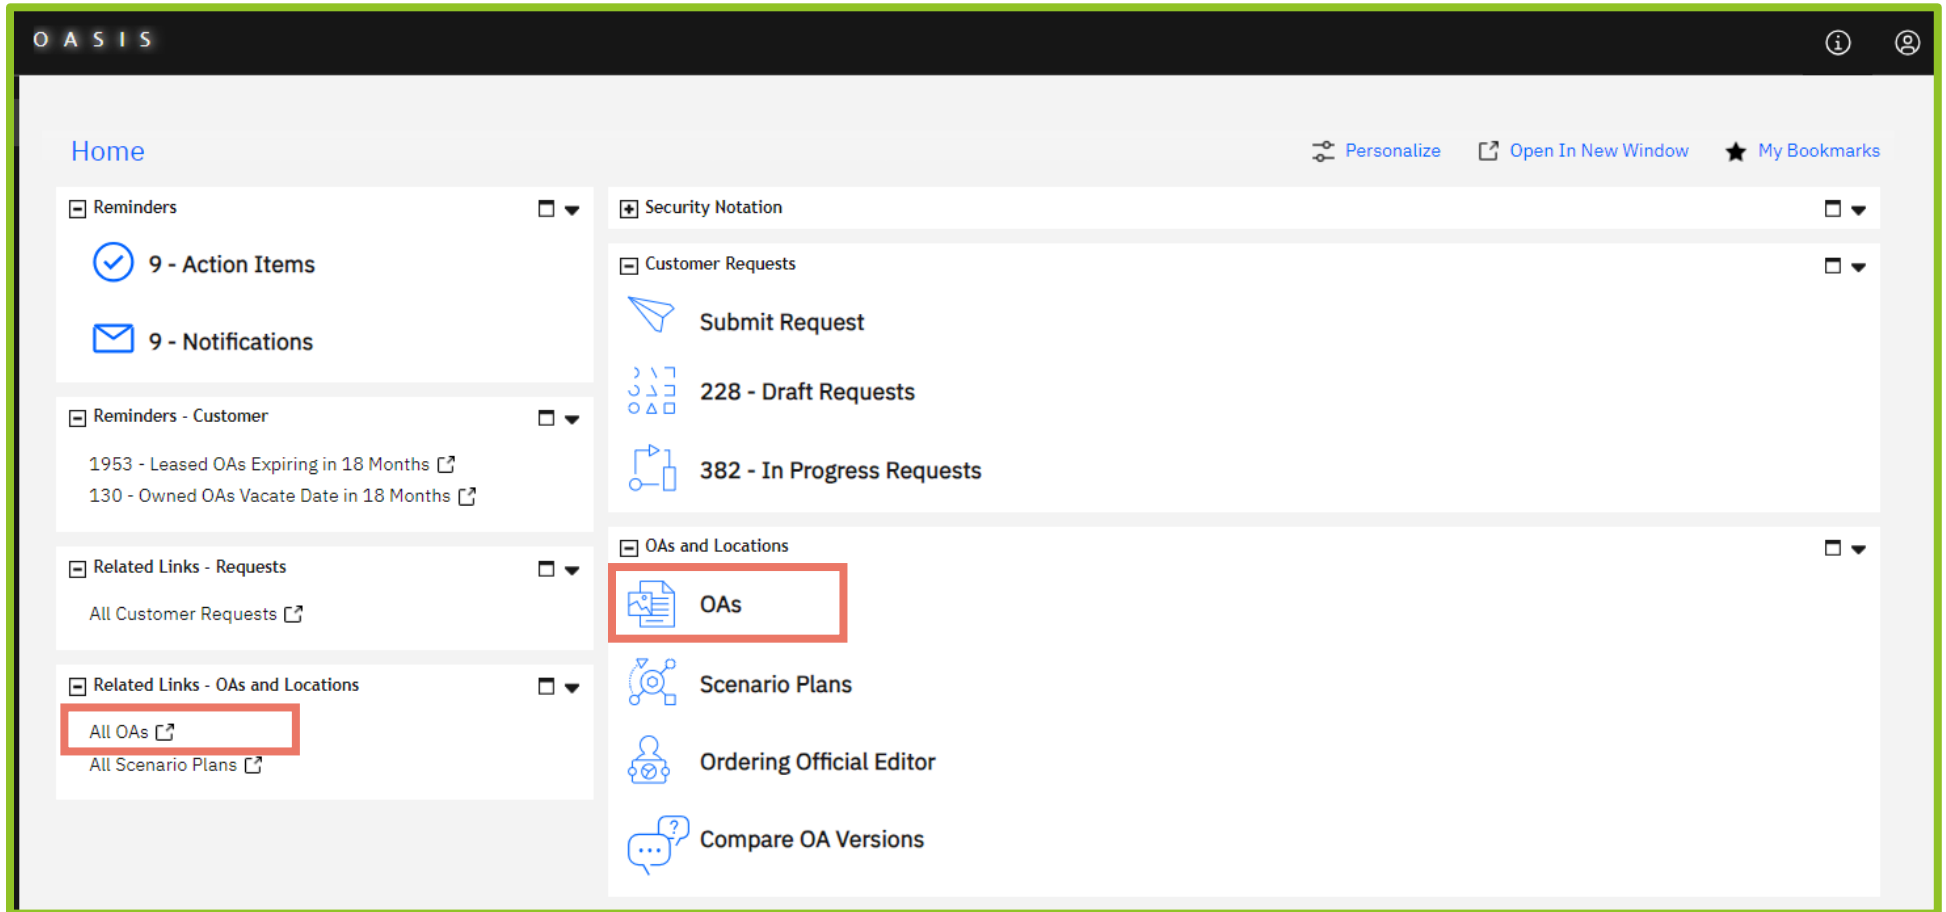 OASIS
Home
Personalize
Open In New Window
My Bookmarks
Reminders
9 - Action Items
9 - Notifications
Reminders - Customer
1953 - Leased OAs Expiring in 18 Months
130 - Owned OAs Vacate Date in 18 Months
Related Links - Requests
All Customer Requests
Related Links - OAs and Locations
All OAs
All Scenario Plans
Security Notation
Customer Requests
Submit Request
228 - Draft Requests
382 - In Progress Requests
OAs and Locations
OAs
Scenario Plans
Ordering Official Editor
Compare OA Versions